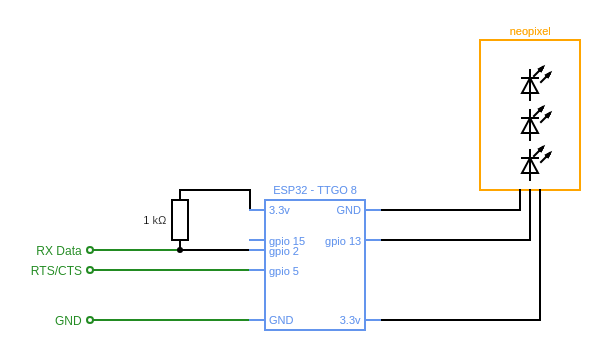 neopixel
ESP32 - TTGO 8
3.3v
GND
1 kΩ
gpio 15
gpio 13
RX Data
gpio 2
RTS/CTS
gpio 5
GND
GND
3.3v